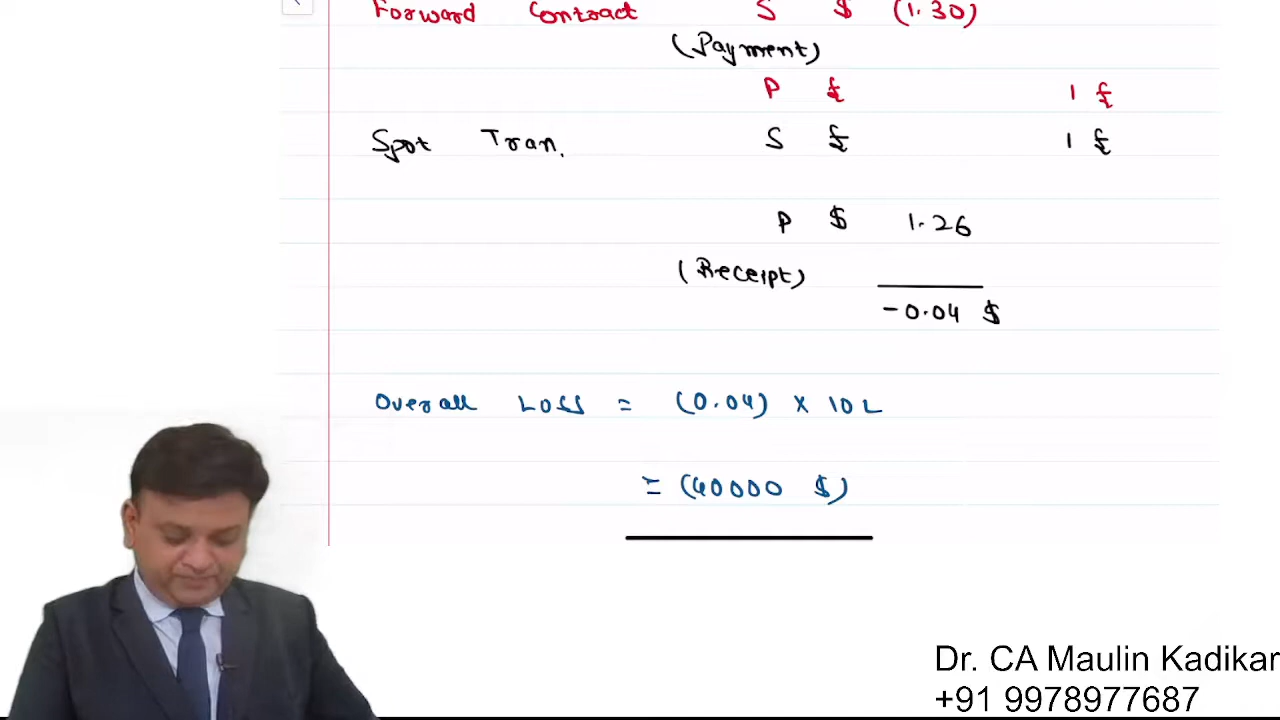 Forward Contract S $ (1.30)
(Payment)
P £ 1 £
Spot Tran. S £ 1 £
P $ 1.26
(Receipt)
-0.04 $
Overall Loss = (0.04) × 10L
= (40000 $)
Dr. CA Maulin Kadikar
+91 9978977687